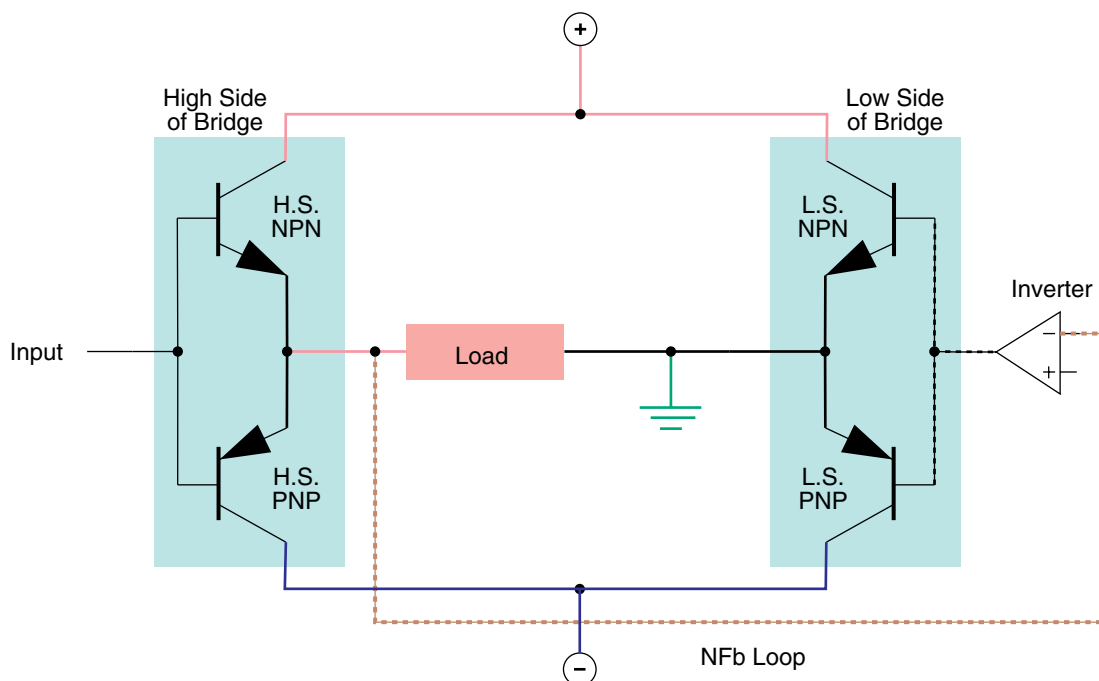 +
High Side
of Bridge
Low Side
of Bridge
H.S.
NPN
L.S.
NPN
Inverter
Input
Load
−
+
H.S.
PNP
L.S.
PNP
NFb Loop
−